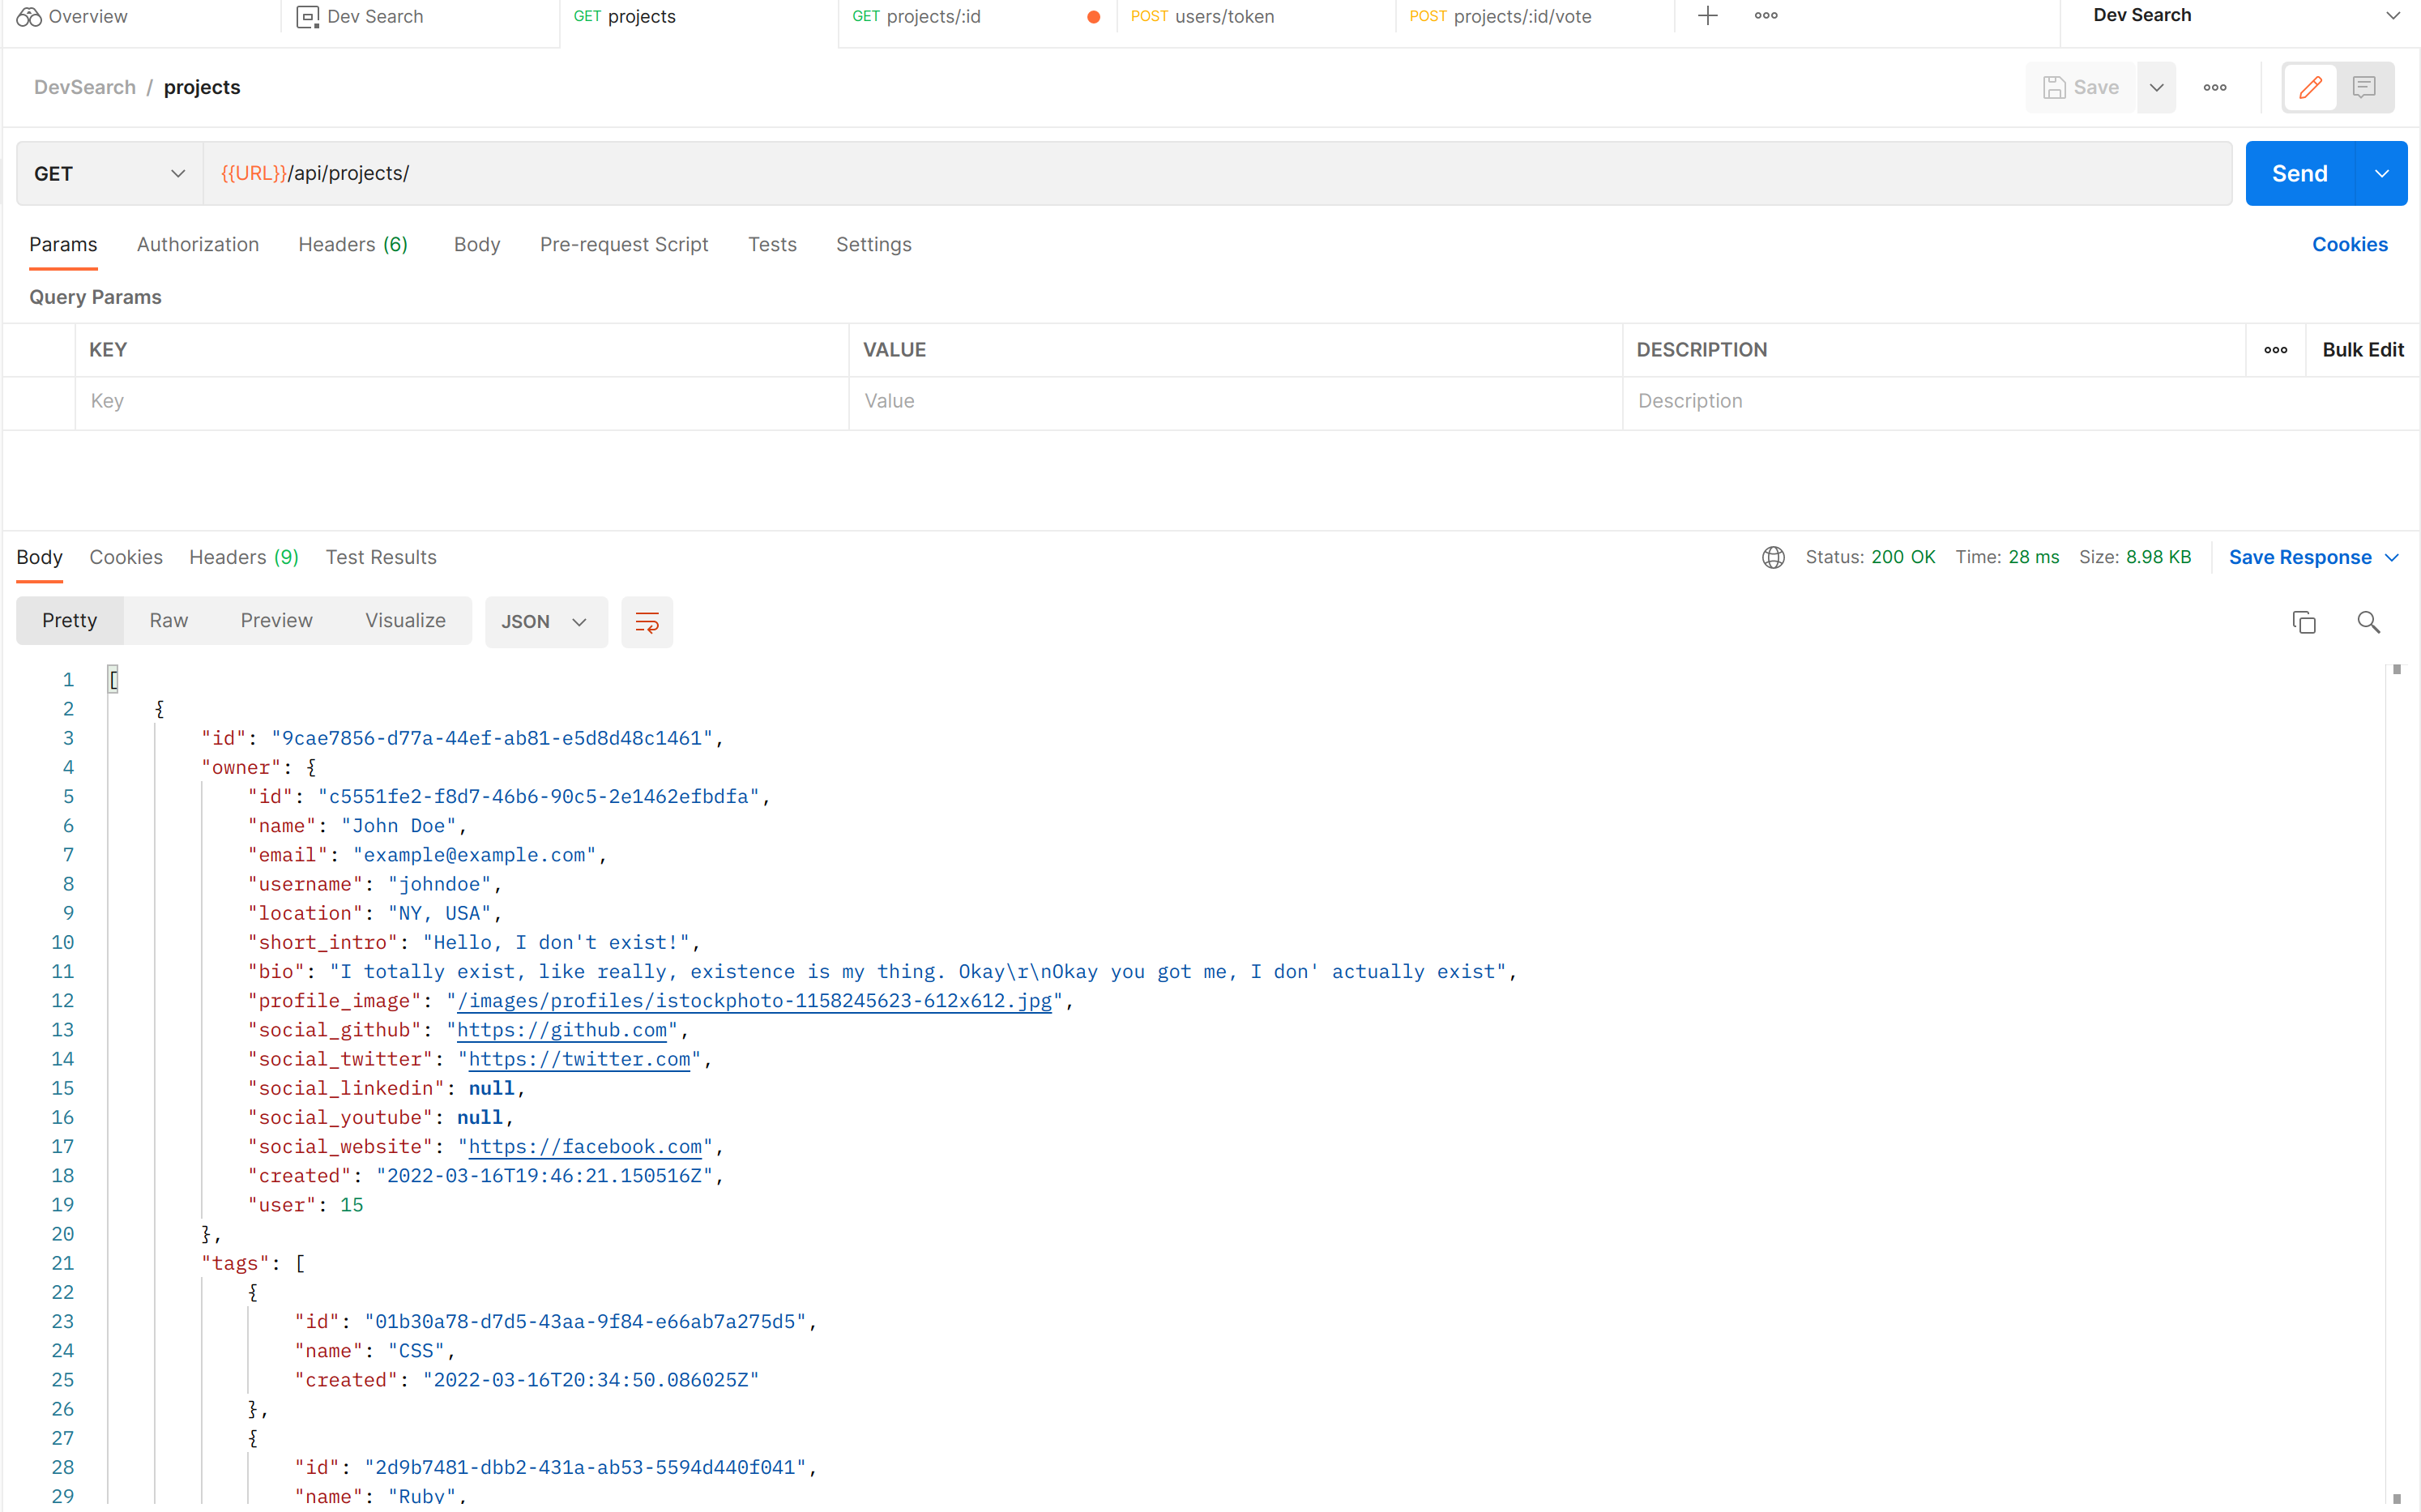 Overview Dev Search GET projects GET projects/:id POST users/token POST projects/:id/vote Dev Search
DevSearch / projects Save
GET {{URL}}/api/projects/ Send
Params Authorization Headers (6) Body Pre-request Script Tests Settings Cookies
Query Params
KEY VALUE DESCRIPTION Bulk Edit
Key Value Description
Body Cookies Headers (9) Test Results Status: 200 OK Time: 28 ms Size: 8.98 KB Save Response
Pretty Raw Preview Visualize JSON
1 [
2 {
3 "id": "9cae7856-d77a-44ef-ab81-e5d8d48c1461",
4 "owner": {
5 "id": "c5551fe2-f8d7-46b6-90c5-2e1462efbdfa",
6 "name": "John Doe",
7 "email": "example@example.com",
8 "username": "johndoe",
9 "location": "NY, USA",
10 "short_intro": "Hello, I don't exist!",
11 "bio": "I totally exist, like really, existence is my thing. Okay\r\nOkay you got me, I don' actually exist",
12 "profile_image": "/images/profiles/istockphoto-1158245623-612x612.jpg",
13 "social_github": "https://github.com",
14 "social_twitter": "https://twitter.com",
15 "social_linkedin": null,
16 "social_youtube": null,
17 "social_website": "https://facebook.com",
18 "created": "2022-03-16T19:46:21.150516Z",
19 "user": 15
20 },
21 "tags": [
22 {
23 "id": "01b30a78-d7d5-43aa-9f84-e66ab7a275d5",
24 "name": "CSS",
25 "created": "2022-03-16T20:34:50.086025Z"
26 },
27 {
28 "id": "2d9b7481-dbb2-431a-ab53-5594d440f041",
29 "name": "Ruby",